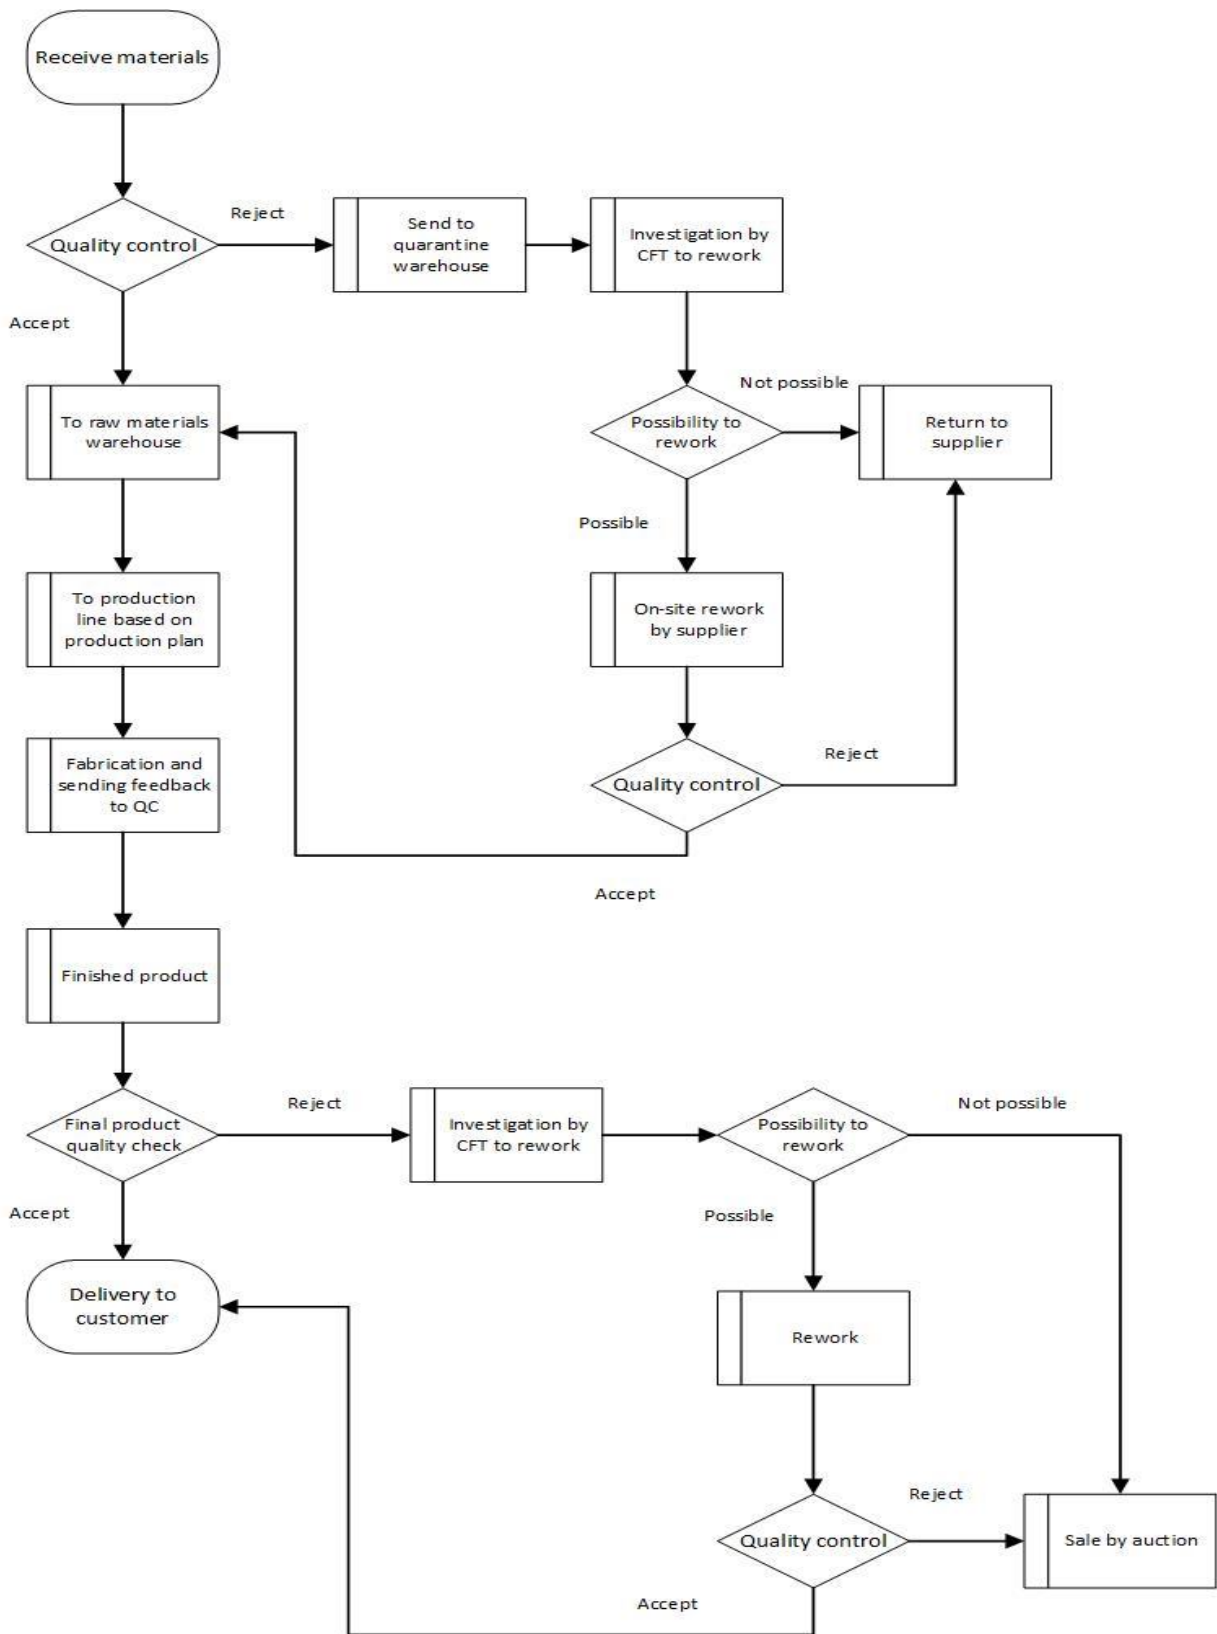 Receive materials
Reject
Quality control
Send to
quarantine
warehouse
Investigation by
CFT to rework
Accept
Not possible
To raw materials
warehouse
Possibility to
rework
Return to
supplier
Possible
To production
line based on
production plan
On-site rework
by supplier
Fabrication and
sending feedback
to QC
Quality control
Reject
Accept
Finished product
Reject
Not possible
Final product
quality check
Investigation by
CFT to rework
Possibility to
rework
Accept
Possible
Delivery to
customer
Rework
Reject
Quality control
Sale by auction
Accept